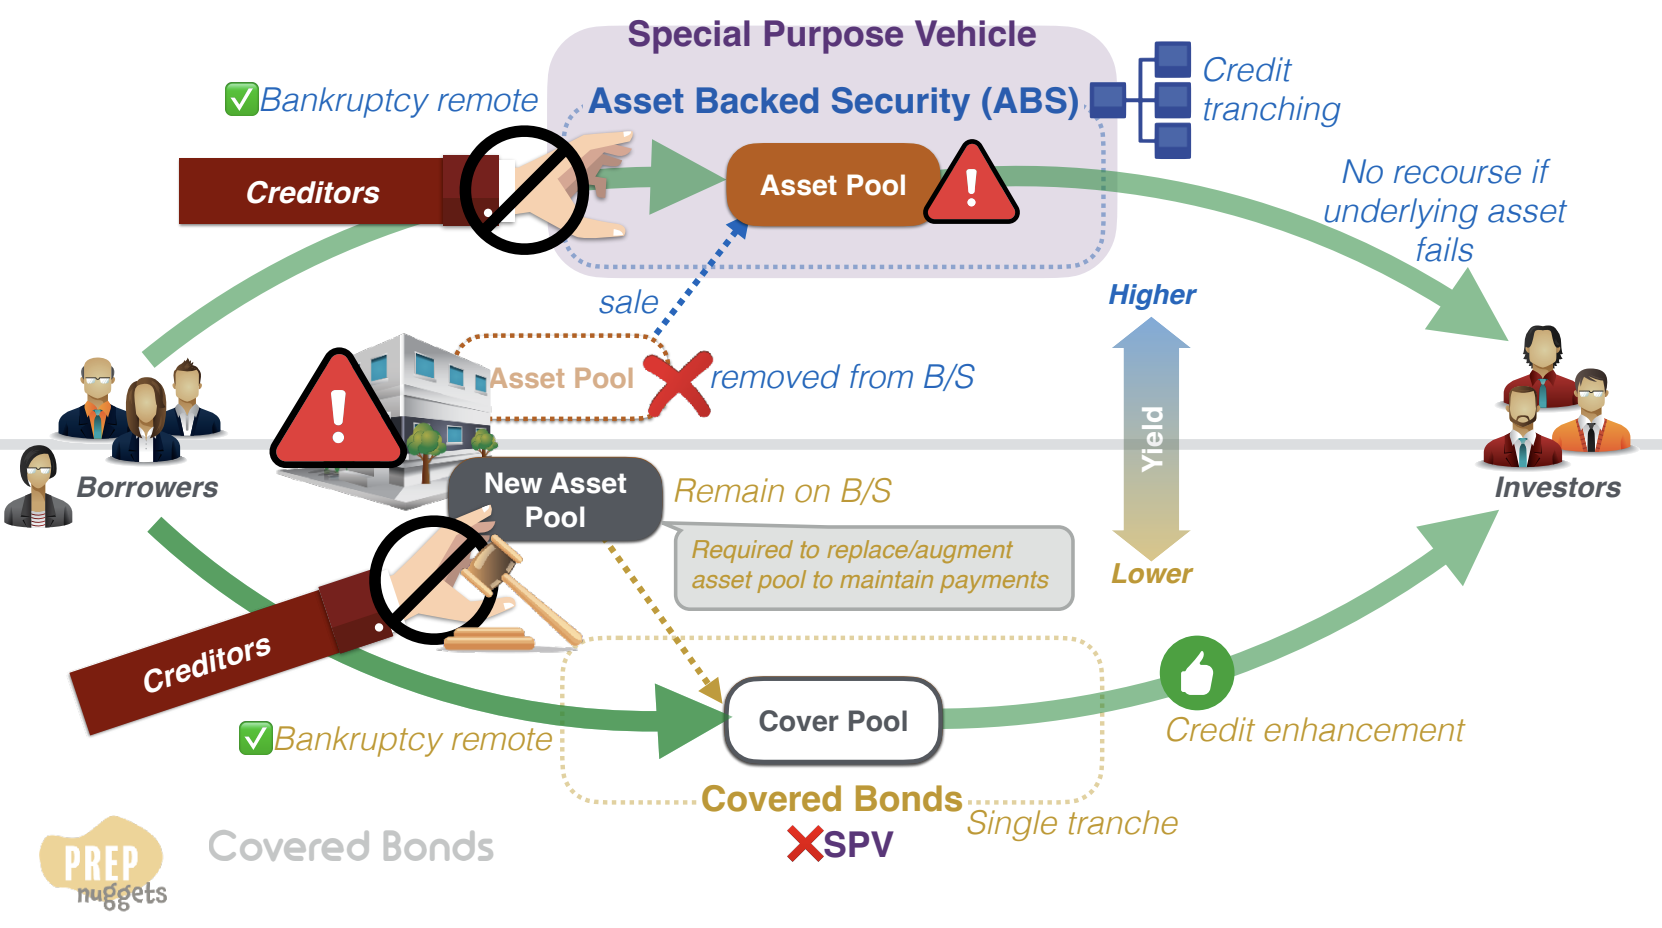 Special Purpose Vehicle
Asset Backed Security (ABS)
Credit
tranching
Bankruptcy remote
Creditors
Asset Pool
No recourse if
underlying asset
fails
sale
Higher
Asset Pool
removed from B/S
Yield
Borrowers
Investors
New Asset
Pool
Remain on B/S
Required to replace/augment
asset pool to maintain payments
Lower
Creditors
Bankruptcy remote
Cover Pool
Credit enhancement
Covered Bonds
Single tranche
SPV
PREP
nuggets
Covered Bonds